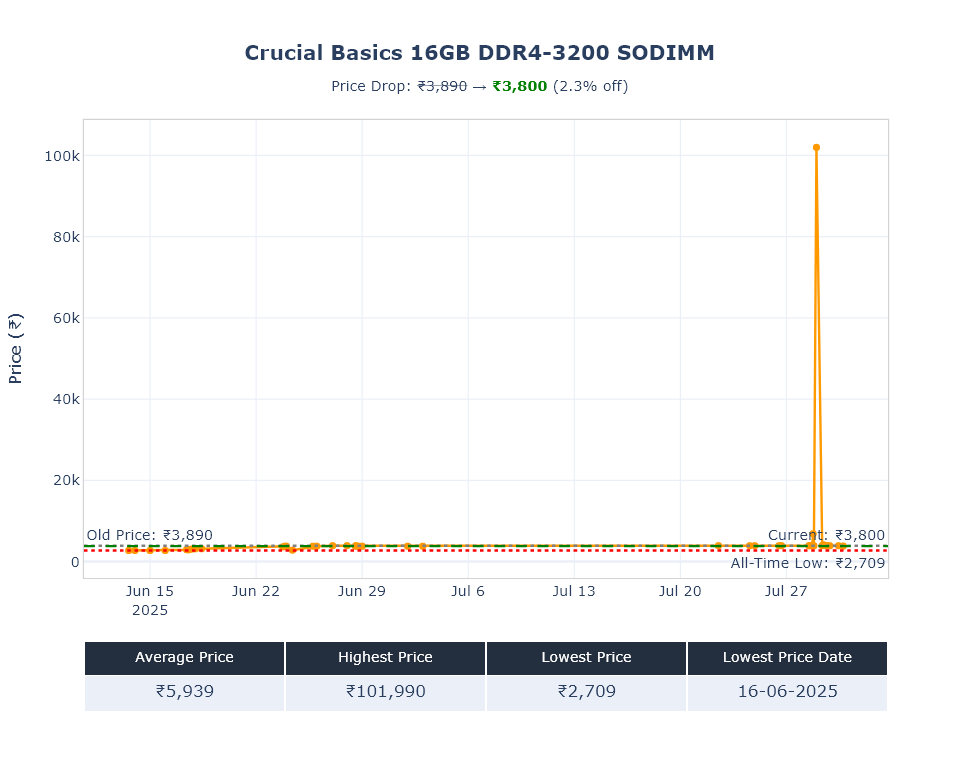 Crucial Basics 16GB DDR4-3200 SODIMM
Price Drop: ₹3,890 → ₹3,800 (2.3% off)
Price (₹)
100k
80k
60k
40k
20k
0
Old Price: ₹3,890
Current: ₹3,800
All-Time Low: ₹2,709
Jun 15 Jun 22 Jun 29 Jul 6 Jul 13 Jul 20 Jul 27
2025
Average Price Highest Price Lowest Price Lowest Price Date
₹5,939 ₹101,990 ₹2,709 16-06-2025